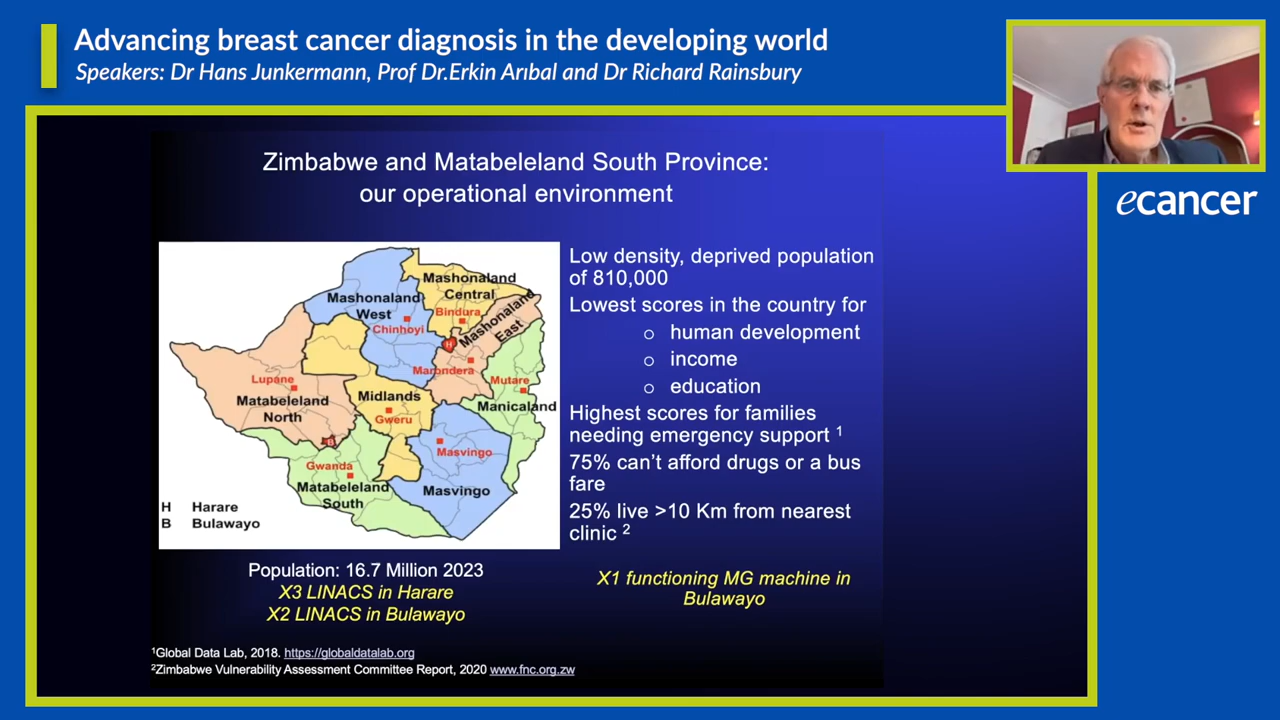 Advancing breast cancer diagnosis in the developing world
Speakers: Dr Hans Junkermann, Prof Dr.Erkin Arıbal and Dr Richard Rainsbury
ecancer
Zimbabwe and Matabeleland South Province:
our operational environment
Mashonaland
Central
Mashonaland
West
Bindura
Chinhoyi
Mashonaland
East
H
Marondera
Lupane
Mutare
Matabeleland
North
Midlands
Manicaland
Gweru
B
Masvingo
Gwanda
Matabeleland
South
Masvingo
H Harare
B Bulawayo
Low density, deprived population
of 810,000
Lowest scores in the country for
o human development
o income
o education
Highest scores for families
needing emergency support 1
75% can’t afford drugs or a bus
fare
25% live >10 Km from nearest
clinic 2
Population: 16.7 Million 2023
X3 LINACS in Harare
X2 LINACS in Bulawayo
X1 functioning MG machine in
Bulawayo
1Global Data Lab, 2018. https://globaldatalab.org
2Zimbabwe Vulnerability Assessment Committee Report, 2020 www.fnc.org.zw